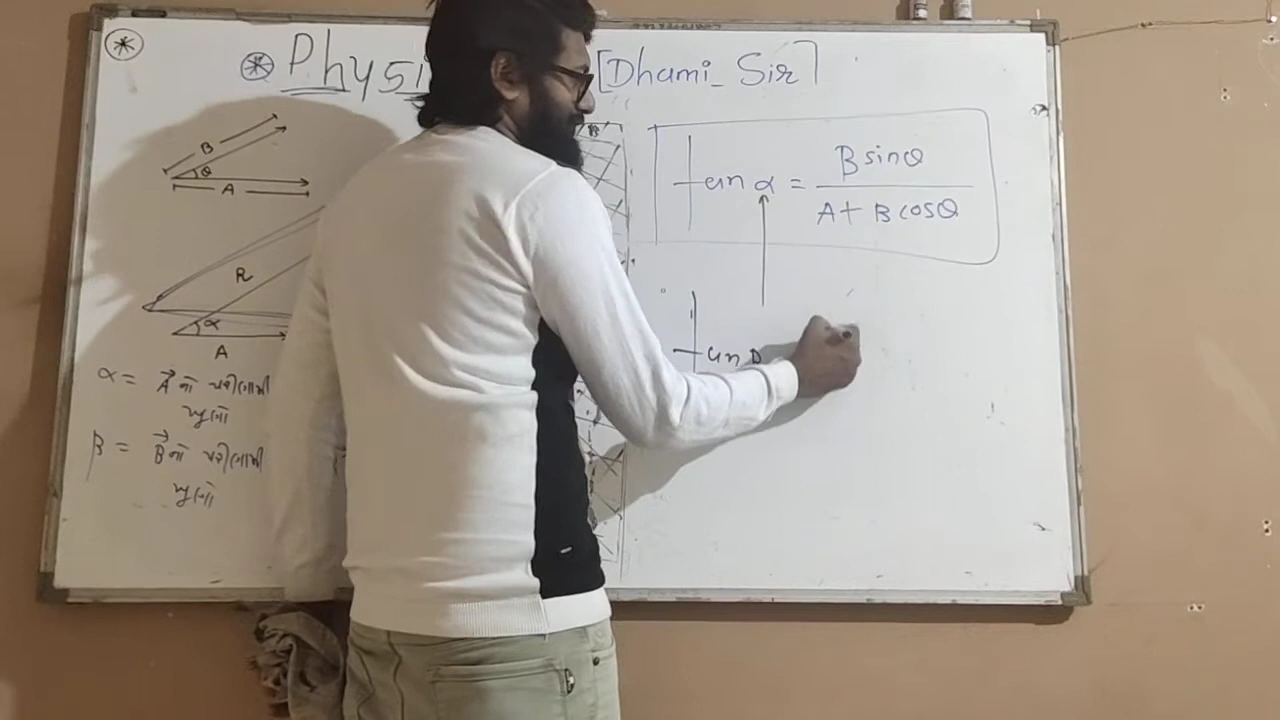 Physi [Dhami_Sir]
B
θ
A
R
α
A
α = A⃗ નો પરીણામી
ખુણો
β = B⃗ નો પરીણામી
ખુણો
tan α = B sinθ / A + B cosθ
tan